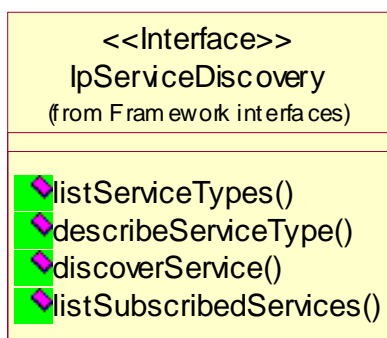 <<Interface>>
IpServiceDiscovery
(from Framework interfaces)
listServiceTypes()
describeServiceType()
discoverService()
listSubscribedServices()